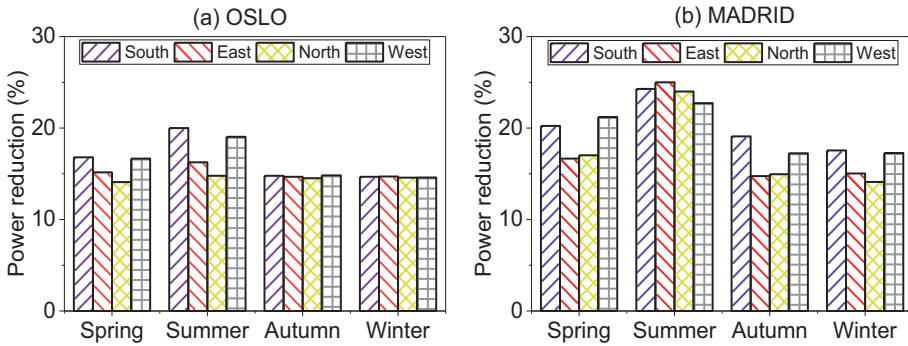 (a) OSLO
Power reduction (%)
30
20
10
0
South East North West
Spring Summer Autumn Winter
(b) MADRID
Power reduction (%)
30
20
10
0
South East North West
Spring Summer Autumn Winter